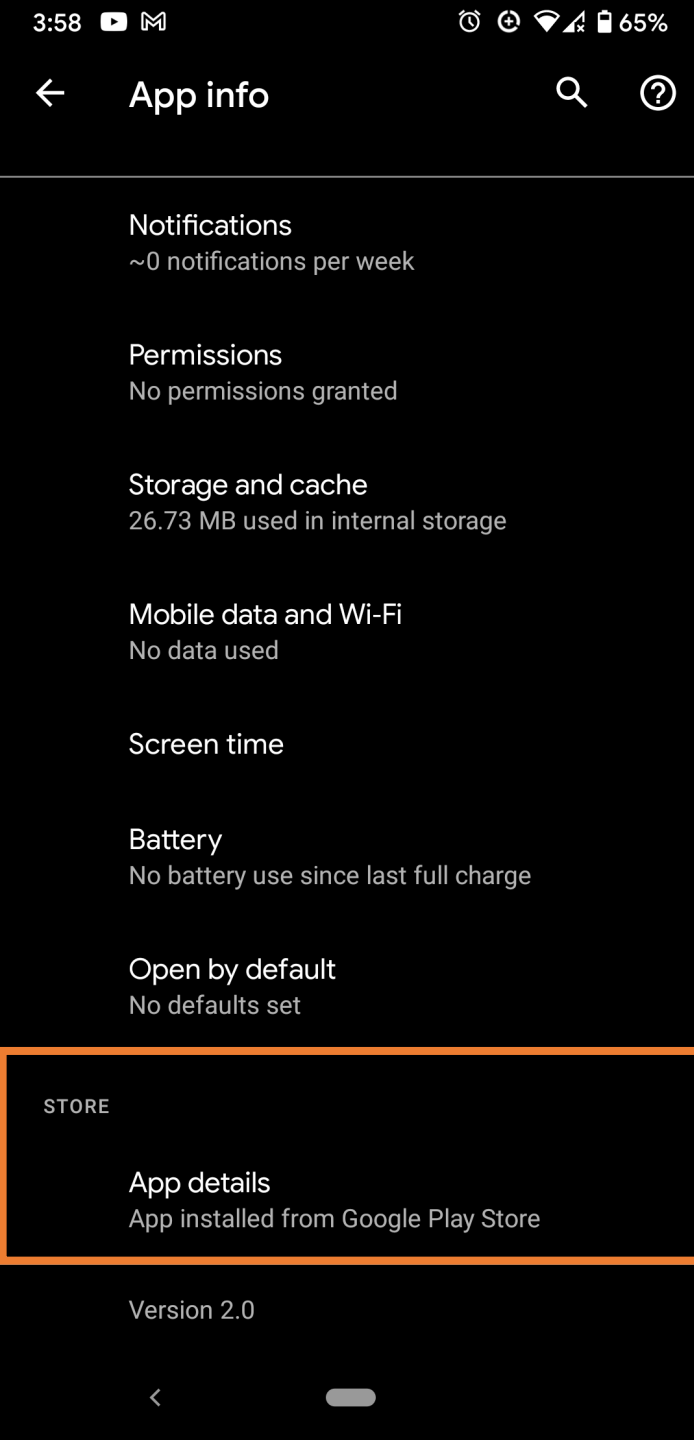 3:58 65%
App info
Notifications
~0 notifications per week
Permissions
No permissions granted
Storage and cache
26.73 MB used in internal storage
Mobile data and Wi-Fi
No data used
Screen time
Battery
No battery use since last full charge
Open by default
No defaults set
STORE
App details
App installed from Google Play Store
Version 2.0